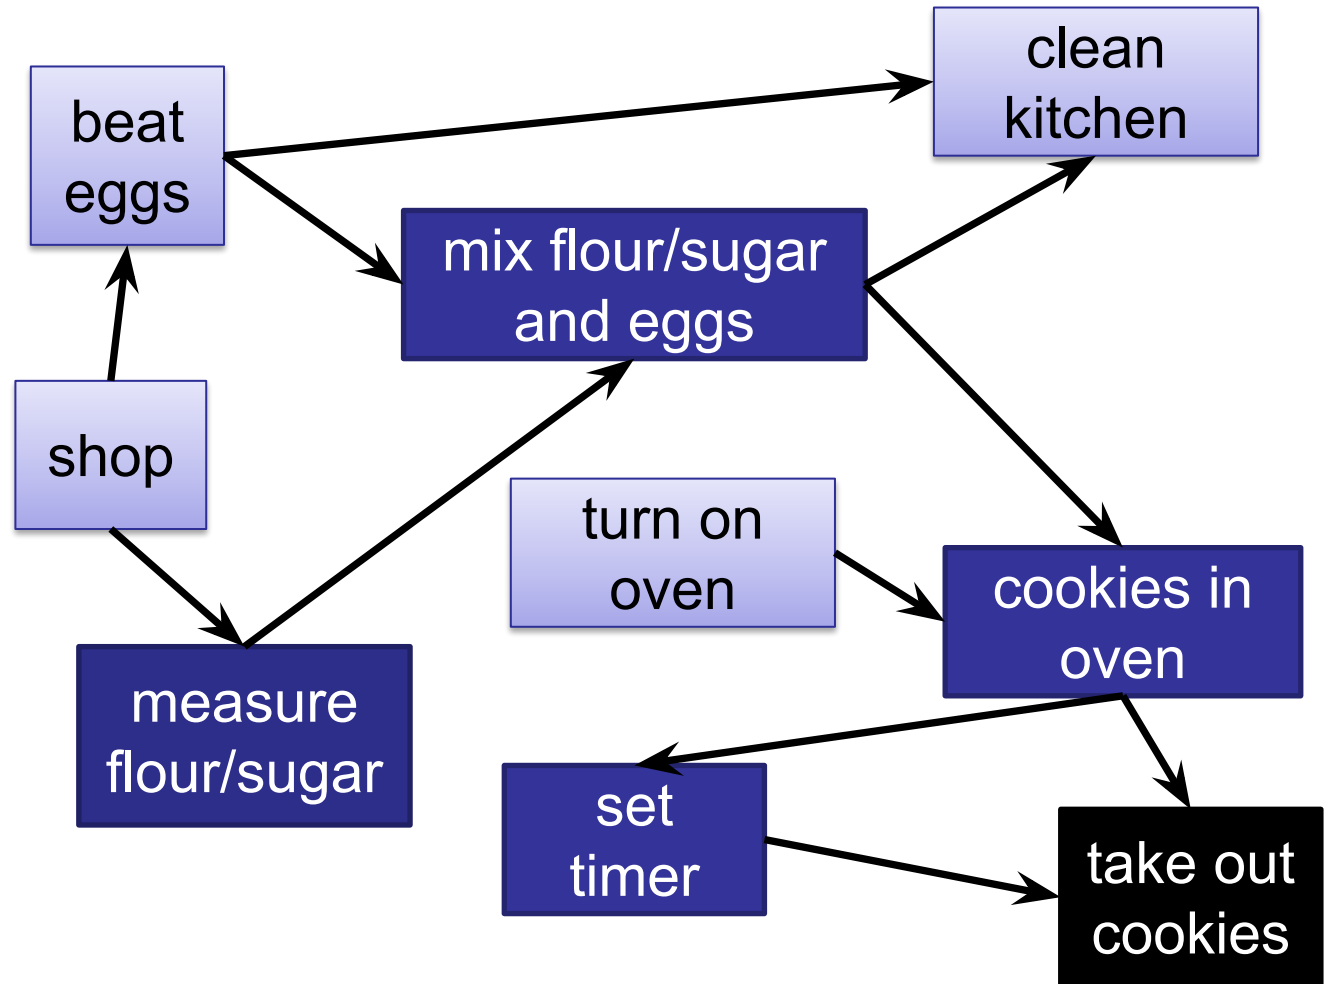 clean
kitchen
beat
eggs
mix flour/sugar
and eggs
shop
turn on
oven
cookies in
oven
measure
flour/sugar
set
timer
take out
cookies